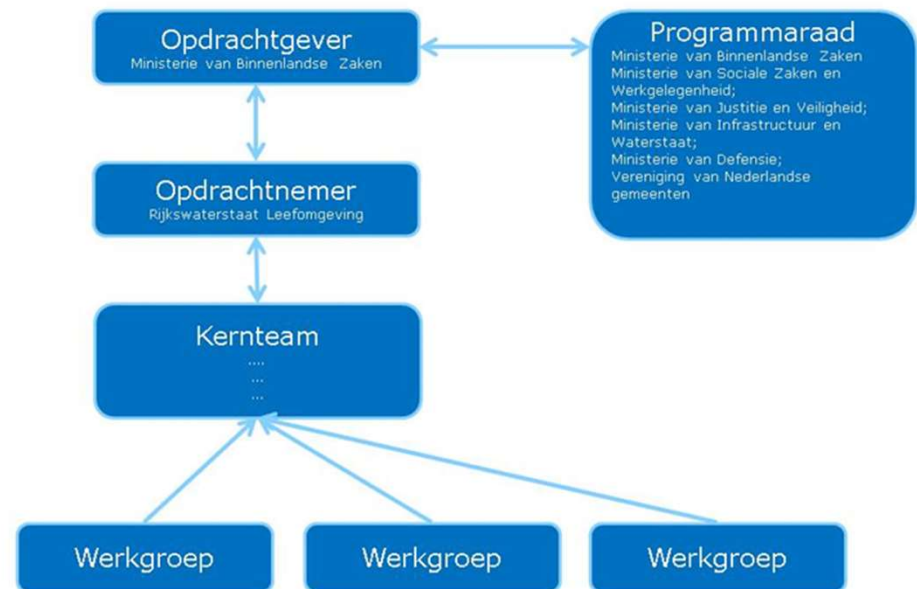 Opdrachtgever
Ministerie van Binnenlandse Zaken
Programmaraad
Ministerie van Binnenlandse Zaken
Ministerie van Sociale Zaken en
Werkgelegenheid;
Ministerie van Justitie en Veiligheid;
Ministerie van Infrastructuur en
Waterstaat;
Ministerie van Defensie;
Vereniging van Nederlandse
gemeenten
Opdrachtnemer
Rijkswaterstaat Leefomgeving
Kernteam
....
...
...
Werkgroep
Werkgroep
Werkgroep